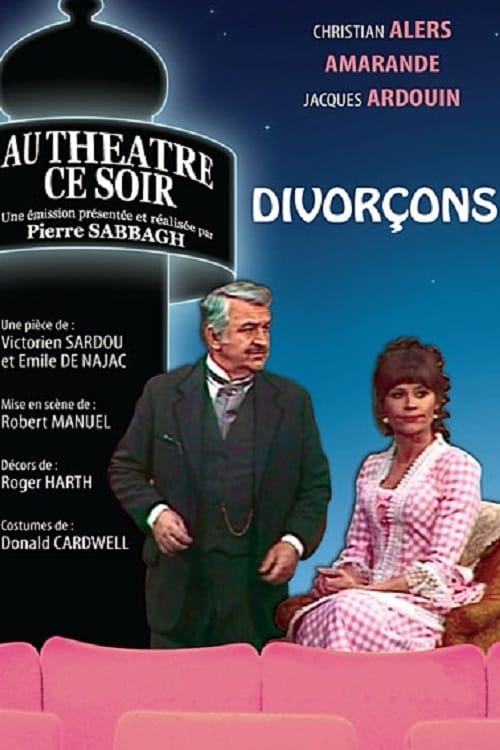 CHRISTIAN ALERS
AMARANDE
JACQUES ARDOUIN
AU THEATRE
CE SOIR
Une émission présentée et réalisée par
Pierre SABBAGH
DIVORÇONS
Une pièce de :
Victorien SARDOU
et Emile DE NAJAC
Mise en scène de :
Robert MANUEL
Décors de :
Roger HARTH
Costumes de :
Donald CARDWELL